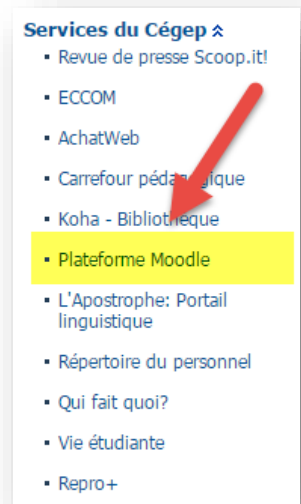 Services du Cégep
Revue de presse Scoop.it!
ECCOM
AchatWeb
Carrefour pédagogique
Koha - Bibliothèque
Plateforme Moodle
L'Apostrophe: Portail
linguistique
Répertoire du personnel
Qui fait quoi?
Vie étudiante
Repro+